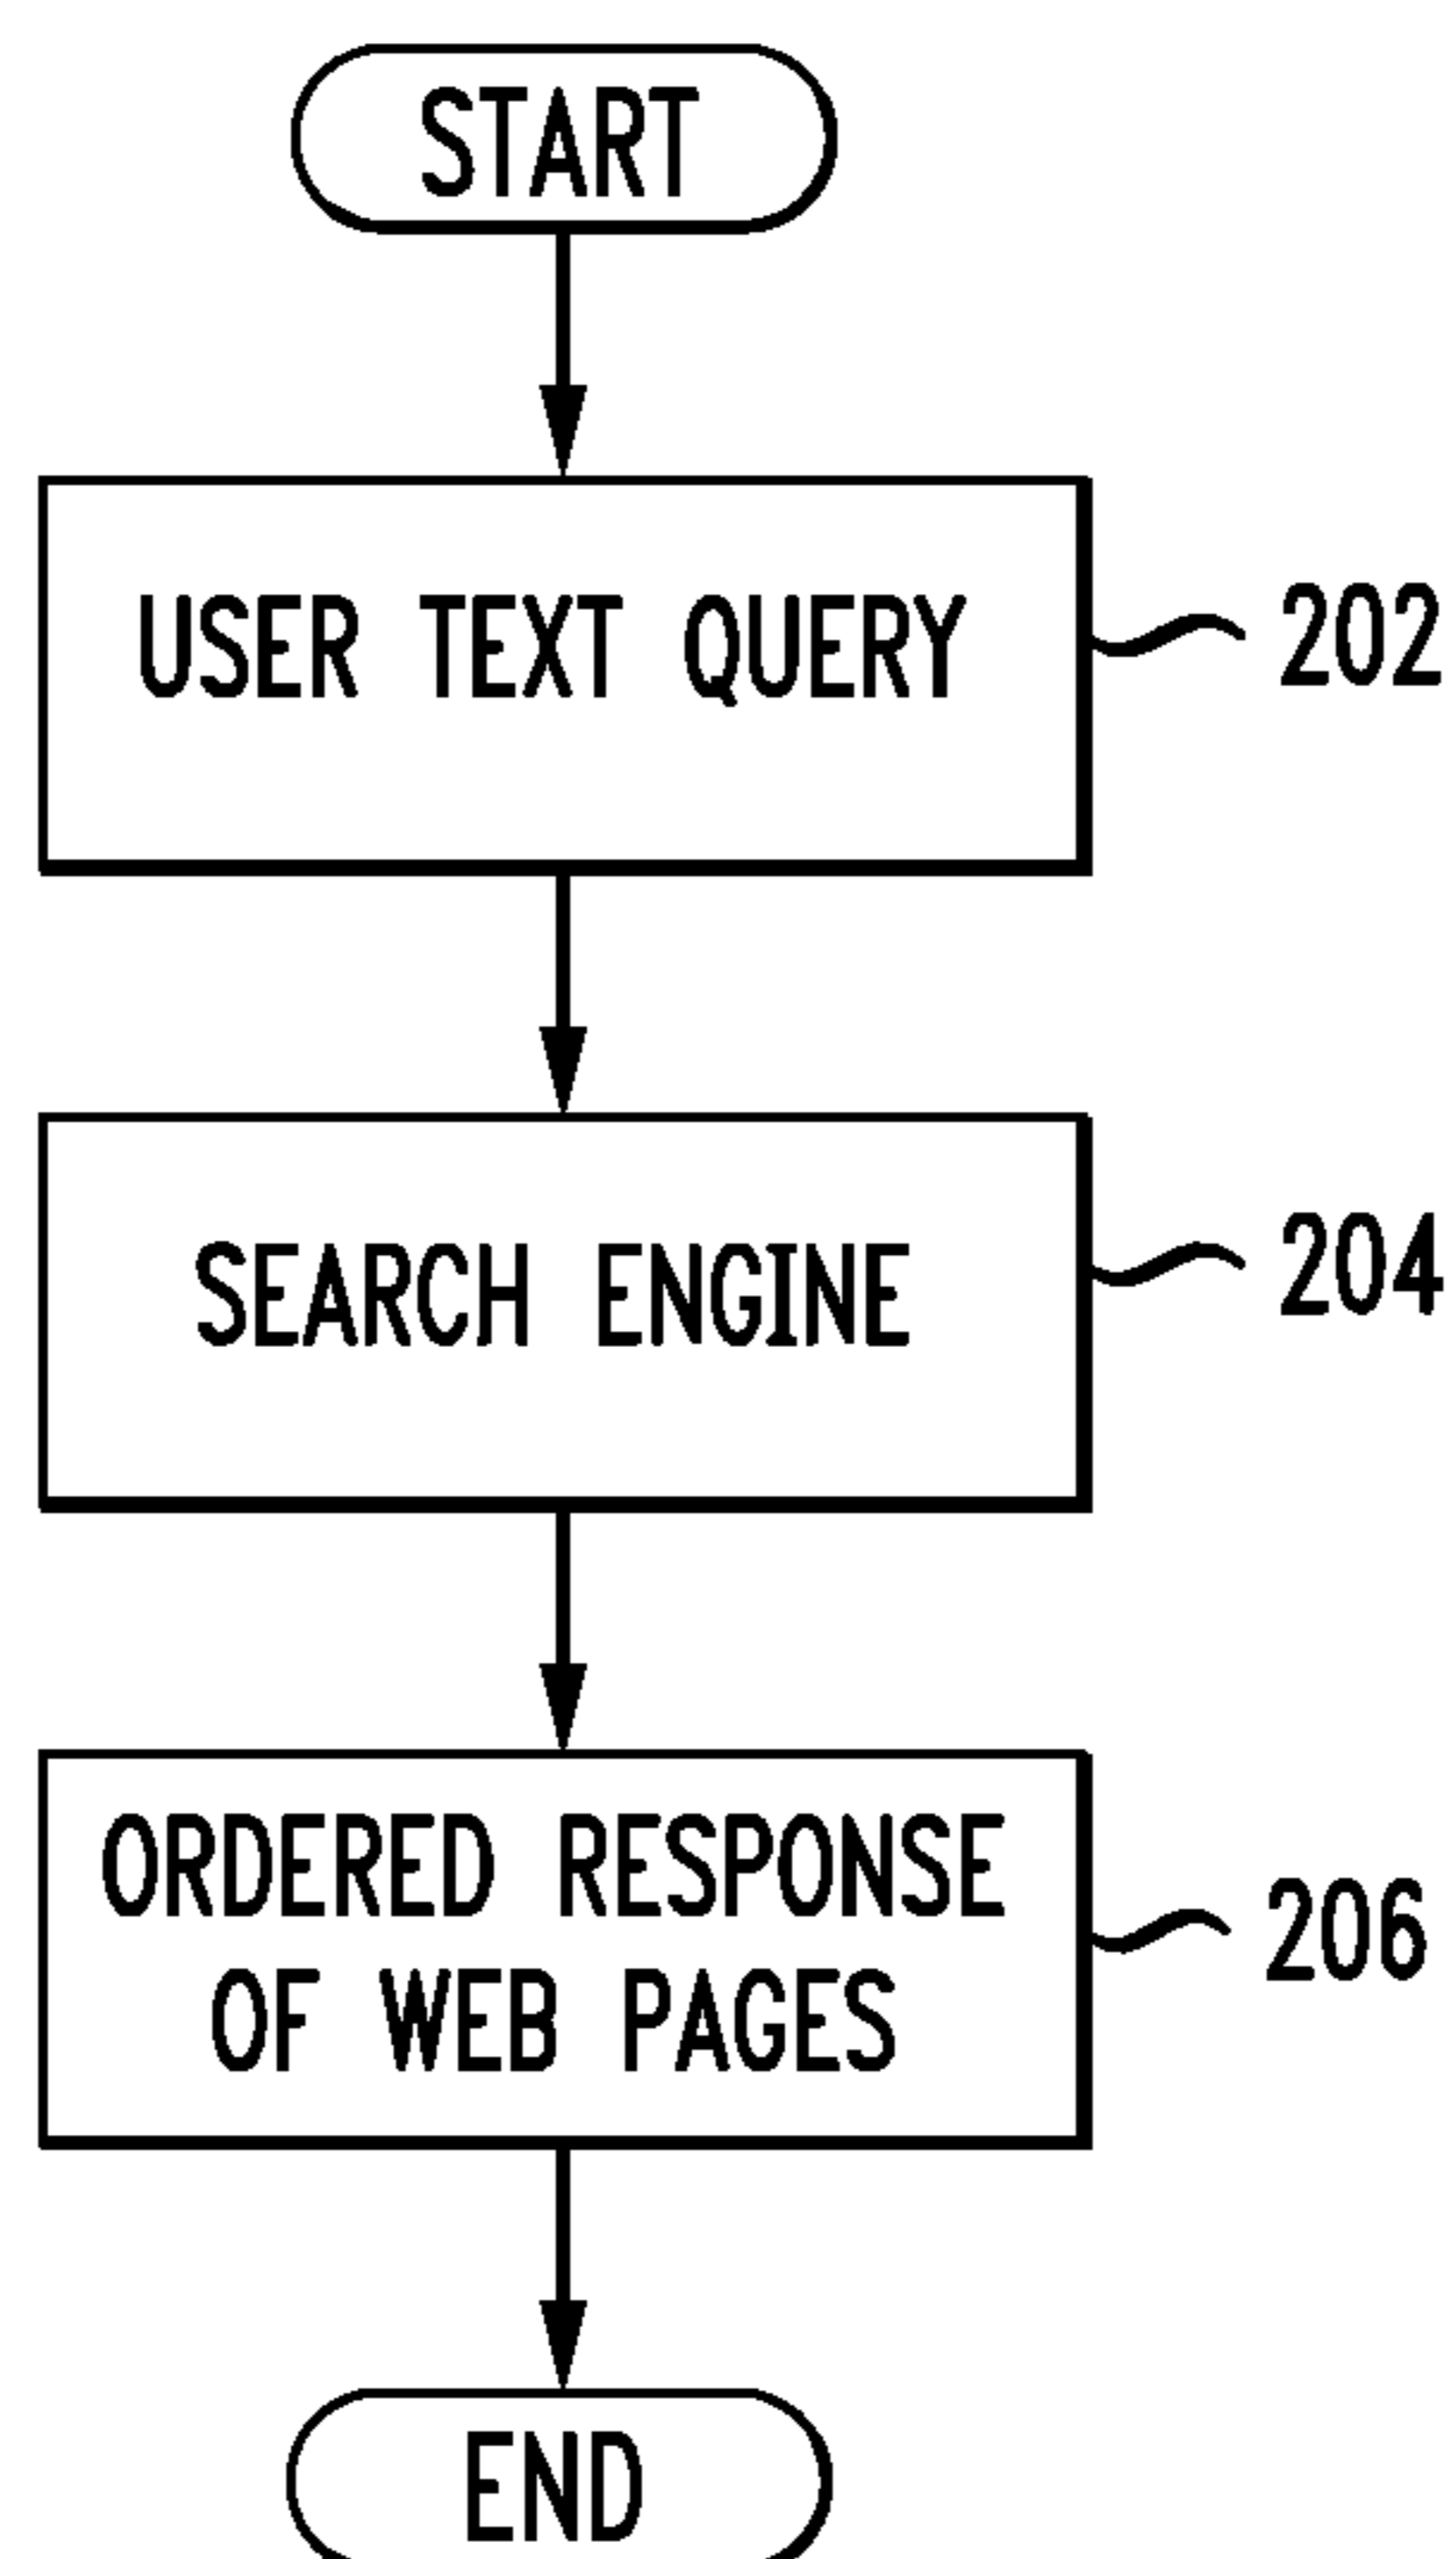 START
USER TEXT QUERY
202
SEARCH ENGINE
204
ORDERED RESPONSE
OF WEB PAGES
206
END